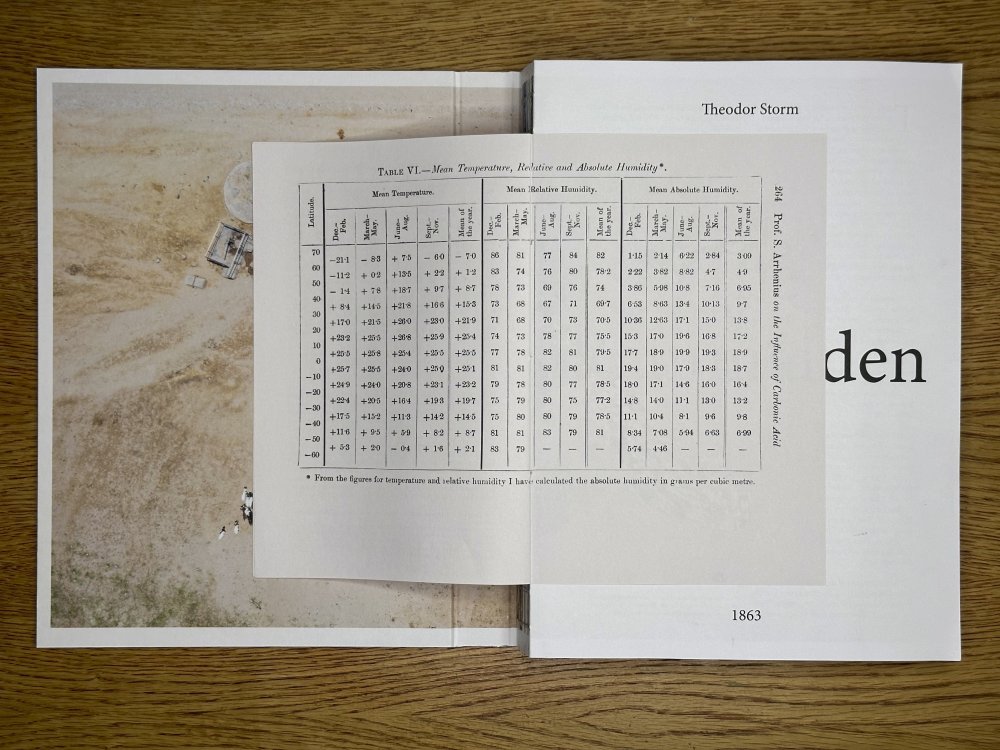 Theodor Storm
den
1863
TABLE VI.—Mean Temperature, Relative and Absolute Humidity*.
Latitude. Mean Temperature. Mean Relative Humidity. Mean Absolute Humidity.
Dec.–Feb. March–May. June–Aug. Sept.–Nov. Mean of the year. Dec.–Feb. March–May. June–Aug. Sept.–Nov. Mean of the year. Dec.–Feb. March–May. June–Aug. Sept.–Nov. Mean of the year.
70
−21·1 − 8·3 + 7·5 − 6·0 − 7·0 86 81 77 84 82 1·15 2·14 6·22 2·84 3·09
60
−11·2 + 0·2 +13·5 + 2·2 + 1·2 83 74 76 80 78·2 2·22 3·82 8·82 4·7 4·9
50
− 1·4 + 7·8 +18·7 + 9·7 + 8·7 78 73 69 76 74 3·86 5·98 10·8 7·16 6·95
40
+ 8·4 +14·5 +21·8 +16·6 +15·3 73 68 67 71 69·7 6·53 8·63 13·4 10·13 9·7
30
+17·0 +21·5 +26·0 +23·0 +21·9 71 68 70 73 70·5 10·36 12·63 17·1 15·0 13·8
20
+23·2 +25·5 +26·8 +25·9 +25·4 74 73 78 77 75·5 15·3 17·0 19·6 16·8 17·2
10
+25·5 +25·8 +25·4 +25·5 +25·5 77 78 82 81 79·5 17·7 18·9 19·9 19·3 18·9
0
+25·7 +25·5 +24·0 +25·0 +25·1 81 81 82 80 81 19·4 19·0 17·9 18·3 18·7
−10
+24·9 +24·0 +20·8 +23·1 +23·2 79 78 80 77 78·5 18·0 17·1 14·6 16·0 16·4
−20
+22·4 +20·5 +16·4 +19·3 +19·7 75 79 80 75 77·2 14·8 14·0 11·1 13·0 13·2
−30
+17·5 +15·2 +11·3 +14·2 +14·5 75 80 80 79 78·5 11·1 10·4 8·1 9·6 9·8
−40
+11·6 + 9·5 + 5·9 + 8·2 + 8·7 81 81 83 79 81 8·34 7·08 5·94 6·63 6·99
−50
+ 5·3 + 2·0 − 0·4 + 1·6 + 2·1 83 79 — — — 5·74 4·46 — — —
−60
* From the figures for temperature and relative humidity I have calculated the absolute humidity in grams per cubic metre.
264 Prof. S. Arrhenius on the Influence of Carbonic Acid